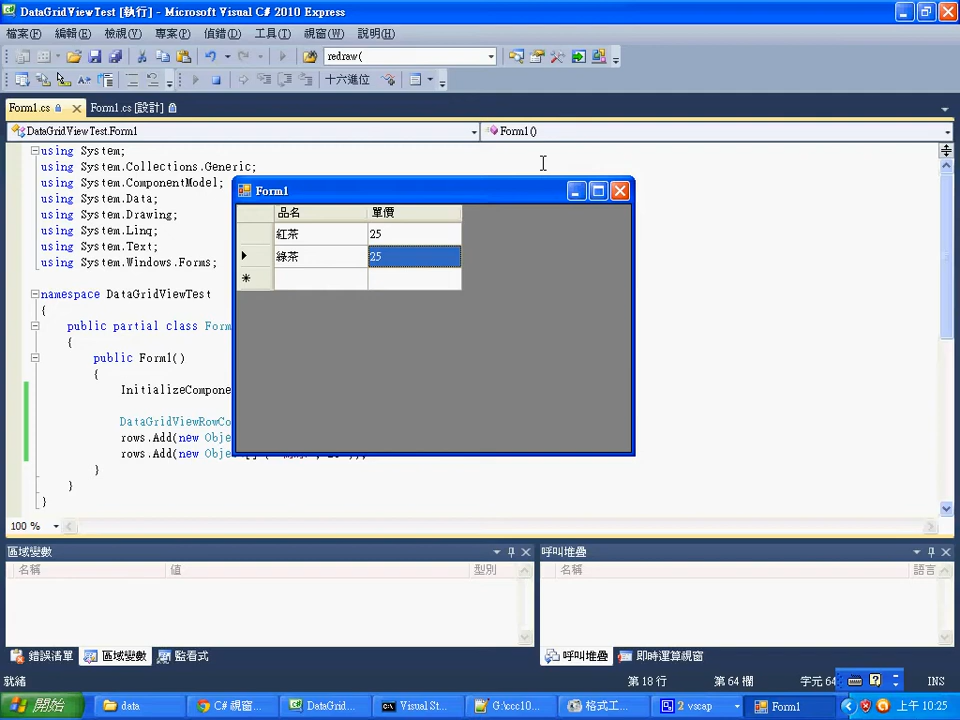 DataGridViewTest [執行] - Microsoft Visual C# 2010 Express
檔案(F) 編輯(E) 檢視(V) 專案(P) 偵錯(D) 工具(T) 視窗(W) 說明(H)
redraw(
十六進位
Form1.cs Form1.cs [設計]
DataGridViewTest.Form1 Form1()
using System;
using System.Collections.Generic;
using System.ComponentModel;
using System.Data;
using System.Drawing;
using System.Linq;
using System.Text;
using System.Windows.Forms;
Form1
品名 單價
紅茶 25
綠茶 25
namespace DataGridViewTest
{
public partial class Form
{
public Form1()
{
InitializeCompone
DataGridViewRowCo
rows.Add(new Obje
rows.Add(new Obje
}
}
}
100 %
區域變數 呼叫堆疊
名稱 值 型別 名稱 語言
錯誤清單 區域變數 監看式 呼叫堆疊 即時運算視窗
就緒 第 18 行 第 64 欄 字元 64 INS
開始 data C# 視窗... DataGrid... Visual St... G:\ccc10... 格式工... 2 vscap Form1 上午 10:25